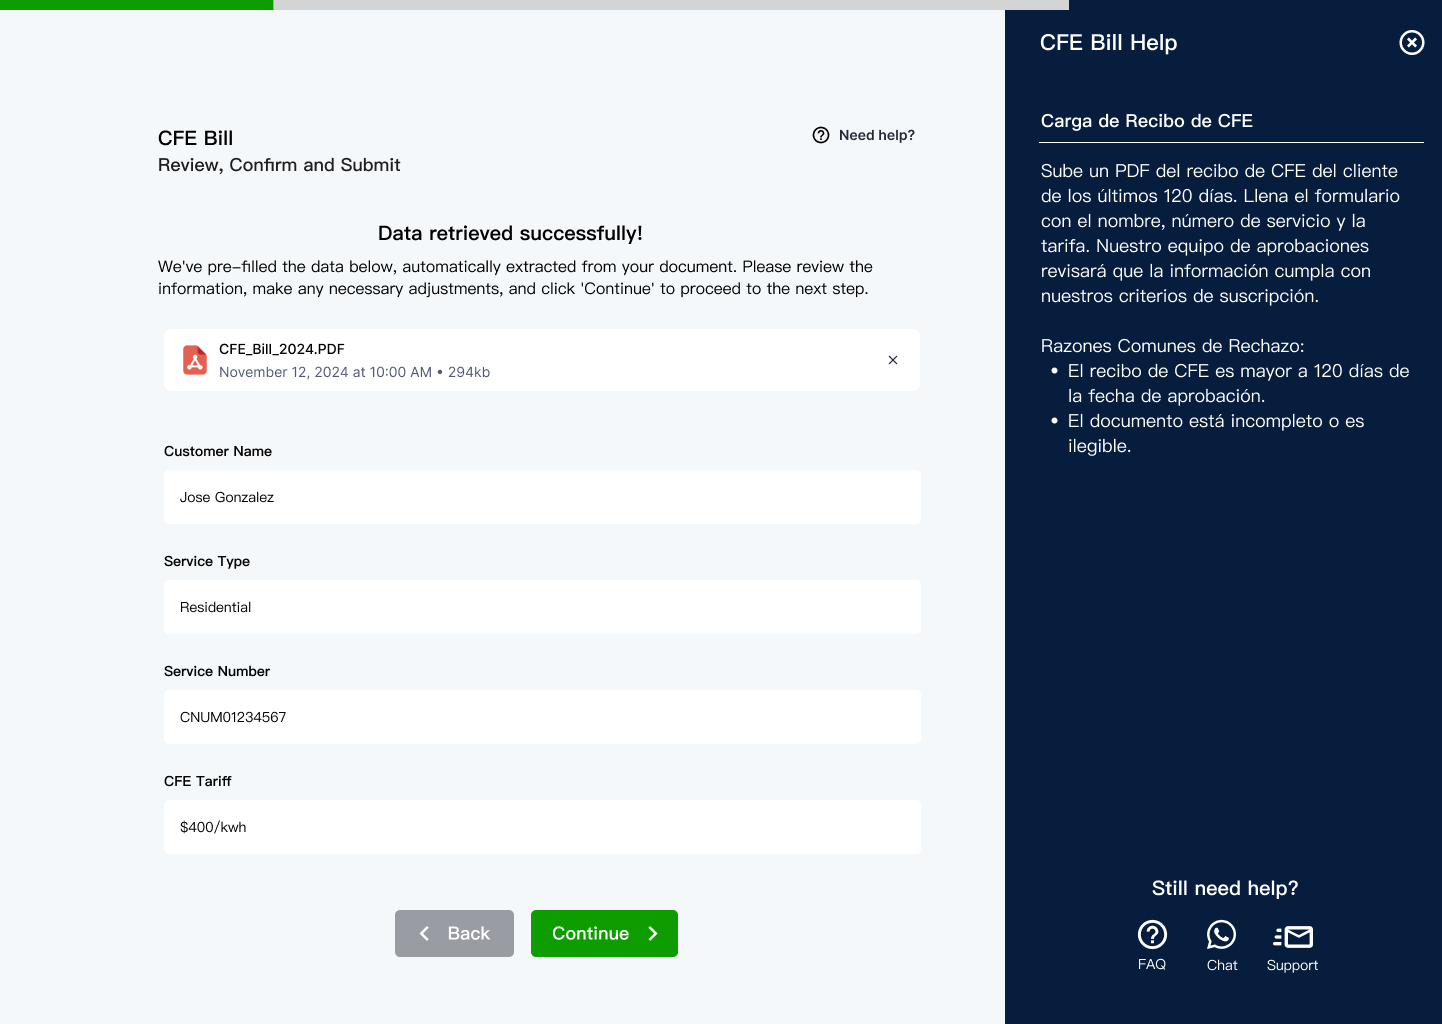 CFE Bill
Need help?
Review, Confirm and Submit
Data retrieved successfully!
We've pre-filled the data below, automatically extracted from your document. Please review the
information, make any necessary adjustments, and click 'Continue' to proceed to the next step.
CFE_Bill_2024.PDF
November 12, 2024 at 10:00 AM • 294kb
Customer Name
Jose Gonzalez
Service Type
Residential
Service Number
CNUM01234567
CFE Tariff
$400/kwh
Back
Continue
CFE Bill Help
Carga de Recibo de CFE
Sube un PDF del recibo de CFE del cliente
de los últimos 120 días. Llena el formulario
con el nombre, número de servicio y la
tarifa. Nuestro equipo de aprobaciones
revisará que la información cumpla con
nuestros criterios de suscripción.
Razones Comunes de Rechazo:
• El recibo de CFE es mayor a 120 días de
la fecha de aprobación.
• El documento está incompleto o es
ilegible.
Still need help?
FAQ
Chat
Support